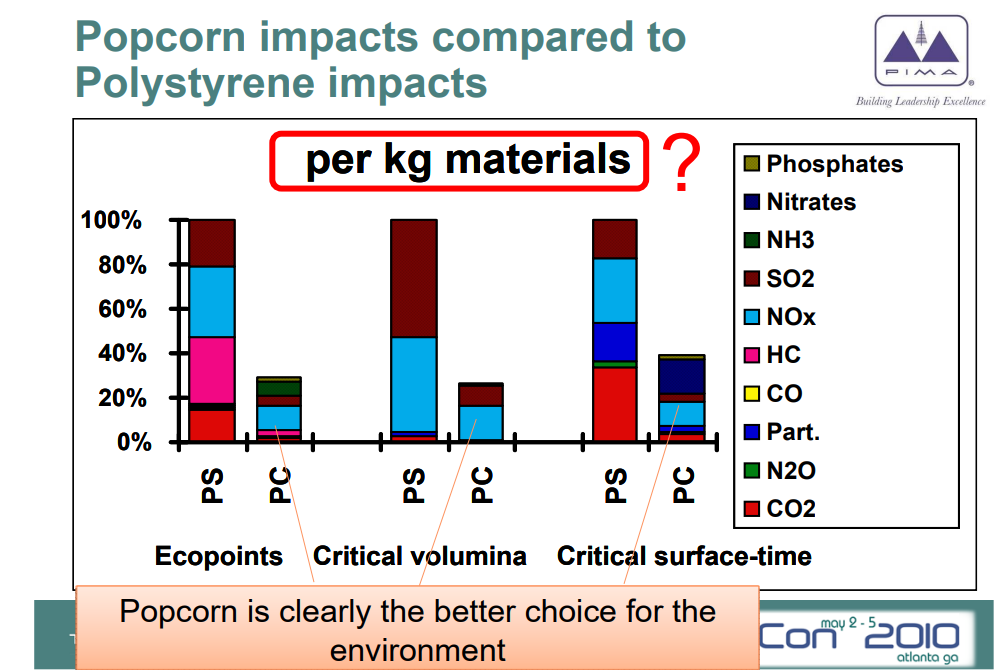 Popcorn impacts compared to
Polystyrene impacts
PIMA®
Building Leadership Excellence
per kg materials ?
100%
80%
60%
40%
20%
0%
PS
PC
PS
PC
PS
PC
Ecopoints
Critical volumina
Critical surface-time
Phosphates
Nitrates
NH3
SO2
NOx
HC
CO
Part.
N2O
CO2
Popcorn is clearly the better choice for the
environment
Con may 2 - 5 2010
atlanta ga